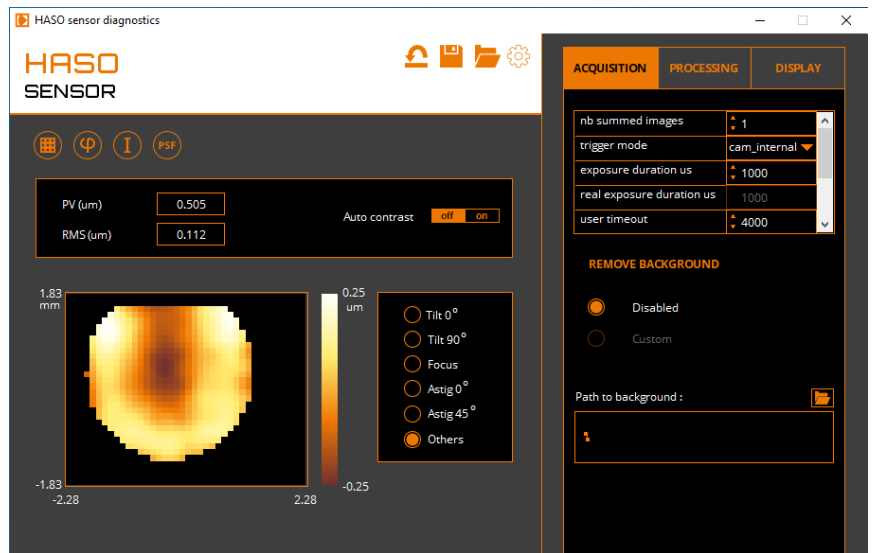 HASO sensor diagnostics
HASO
SENSOR
ACQUISITION
PROCESSING
DISPLAY
nb summed images 1
trigger mode cam_internal
exposure duration us 1000
real exposure duration us 1000
user timeout 4000
φ
I
PSF
PV (um) 0.505
RMS (um) 0.112
Auto contrast off on
REMOVE BACKGROUND
Disabled
Custom
Path to background :
1.83
mm
-1.83
-2.28
2.28
0.25
um
-0.25
Tilt 0°
Tilt 90°
Focus
Astig 0°
Astig 45°
Others